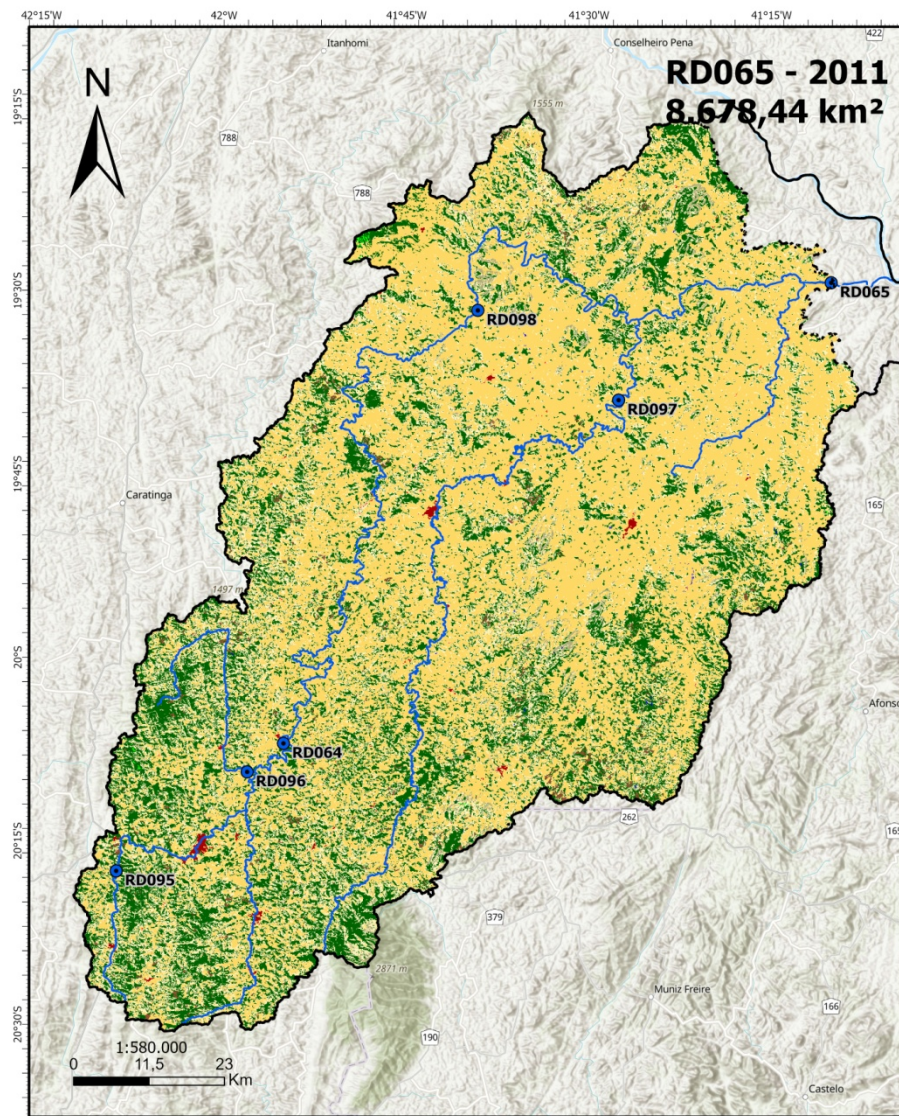 42°15'W
42°W
41°45'W
41°30'W
41°15'W
Itanhomi
Conselheiro Pena
422
RD065 - 2011
8.678,44 km²
N
19°15'S
1555 m
788
788
19°30'S
RD065
RD098
RD097
19°45'S
Caratinga
165
1497 m
20°S
Afonso
RD064
RD096
262
165
20°15'S
RD095
379
2871 m
Muniz Freire
166
20°30'S
190
1:580.000
0
11,5
23
Km
Castelo